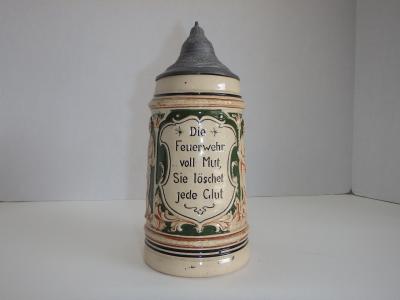 Die
Feuerwehr
voll Mut,
Sie löschet
jede Glut